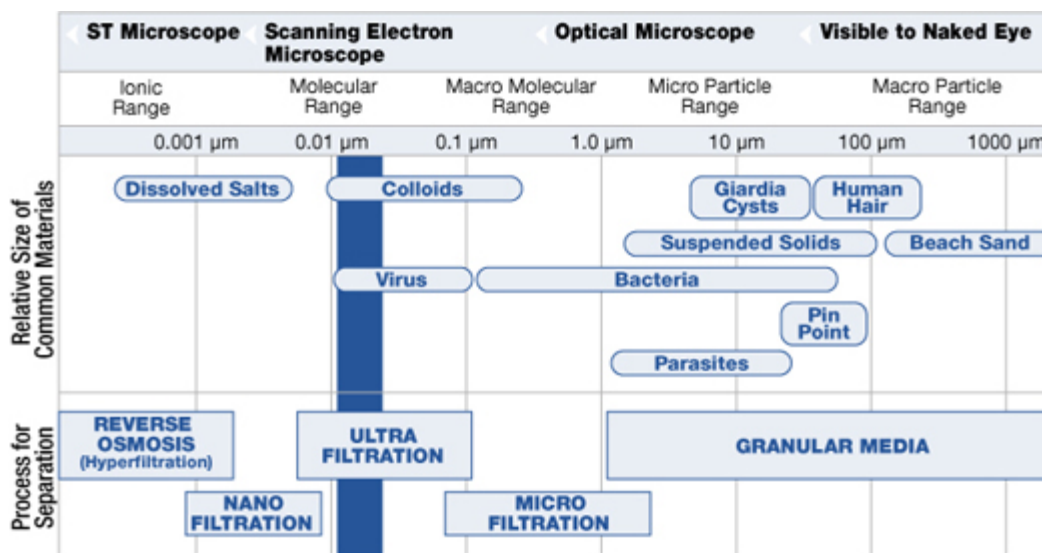 ST Microscope
Scanning Electron
Microscope
Optical Microscope
Visible to Naked Eye
Ionic
Range
Molecular
Range
Macro Molecular
Range
Micro Particle
Range
Macro Particle
Range
0.001 µm
0.01 µm
0.1 µm
1.0 µm
10 µm
100 µm
1000 µm
Relative Size of
Common Materials
Dissolved Salts
Colloids
Giardia
Cysts
Human
Hair
Suspended Solids
Beach Sand
Virus
Bacteria
Pin
Point
Parasites
Process for
Separation
REVERSE
OSMOSIS
(Hyperfiltration)
ULTRA
FILTRATION
GRANULAR MEDIA
NANO
FILTRATION
MICRO
FILTRATION